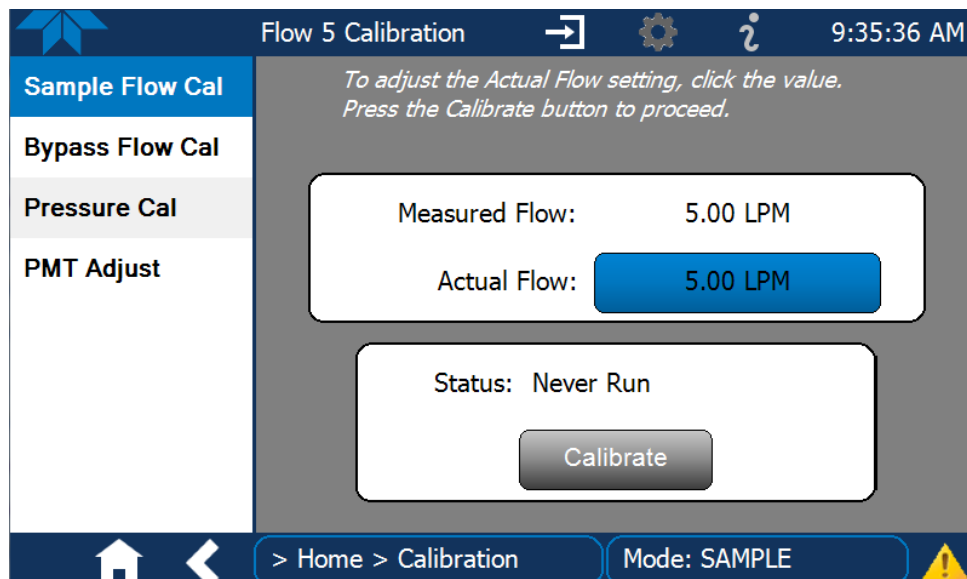 Flow 5 Calibration
9:35:36 AM
Sample Flow Cal
Bypass Flow Cal
Pressure Cal
PMT Adjust
To adjust the Actual Flow setting, click the value.
Press the Calibrate button to proceed.
Measured Flow: 5.00 LPM
Actual Flow: 5.00 LPM
Status: Never Run
Calibrate
> Home > Calibration
Mode: SAMPLE